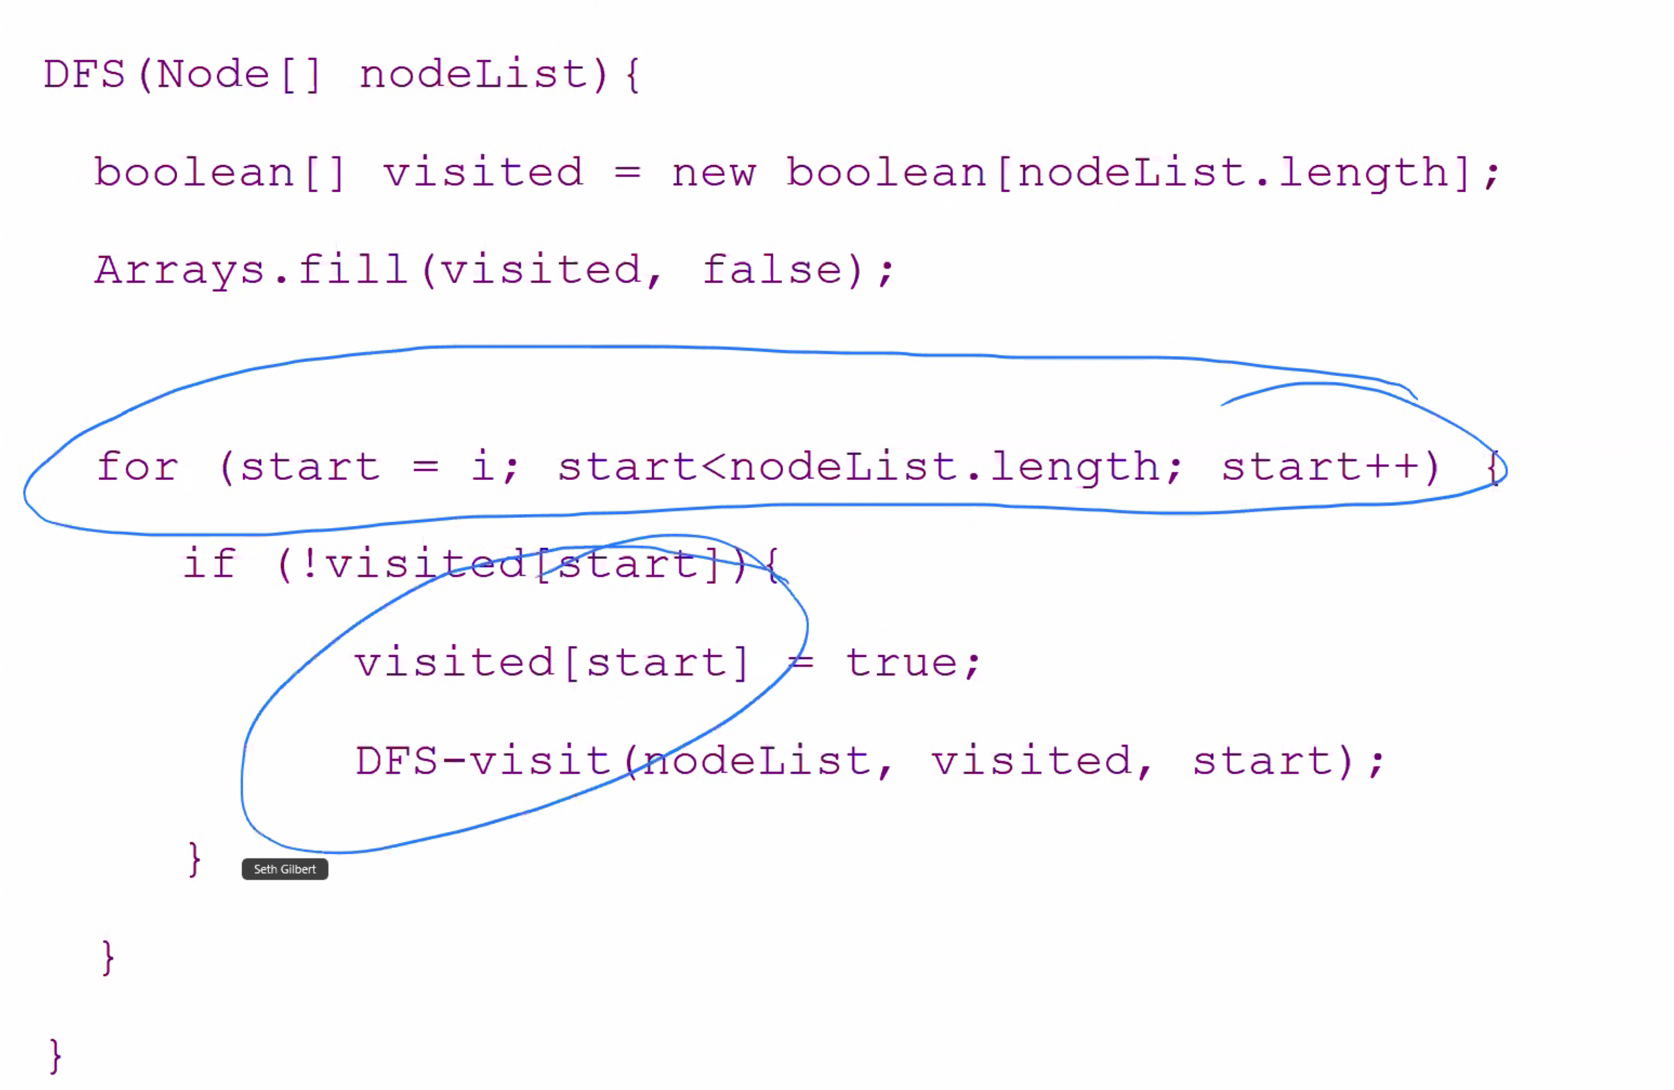 DFS(Node[] nodeList){
boolean[] visited = new boolean[nodeList.length];
Arrays.fill(visited, false);
for (start = i; start<nodeList.length; start++) {
if (!visited[start]){
visited[start] = true;
DFS-visit(nodeList, visited, start);
}
Seth Gilbert
}
}